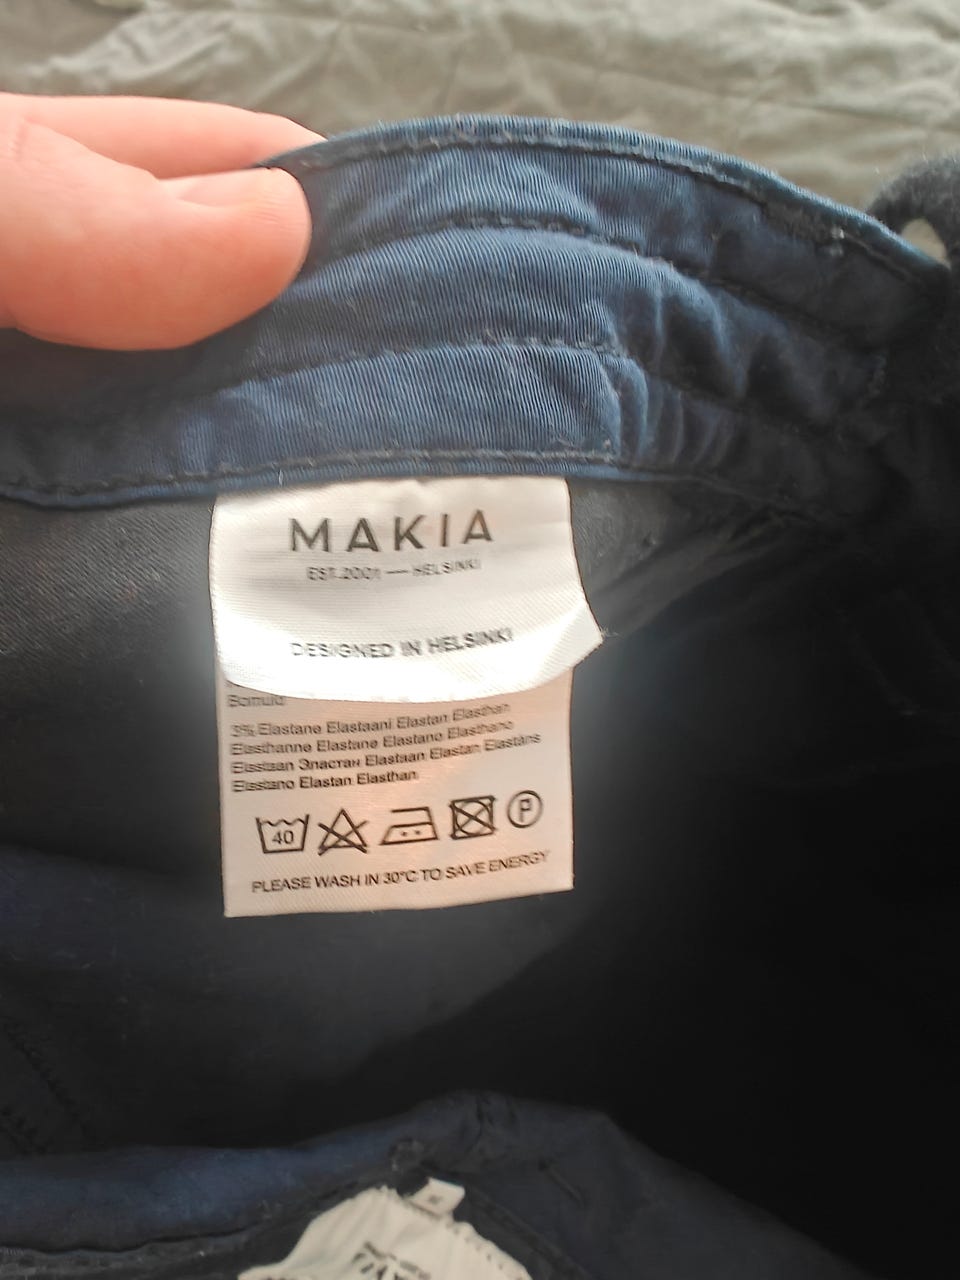 MAKIA
EST.2001 — HELSINKI
DESIGNED IN HELSINKI
Bomuld
3% Elastane Elastaani Elastan Elasthan
Elasthanne Elastane Elastano Elasthano
Elastaan Эластан Elastaan Elastan Elastāns
Elastano Elastan Elasthan
40
P
PLEASE WASH IN 30°C TO SAVE ENERGY